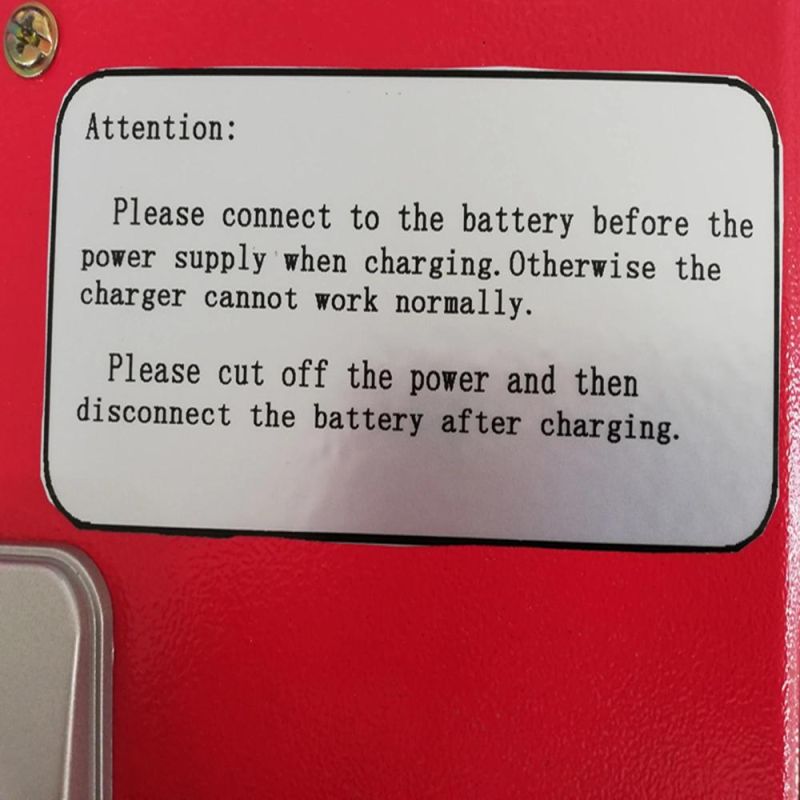 Attention:
Please connect to the battery before the
power supply when charging.Otherwise the
charger cannot work normally.
Please cut off the power and then
disconnect the battery after charging.